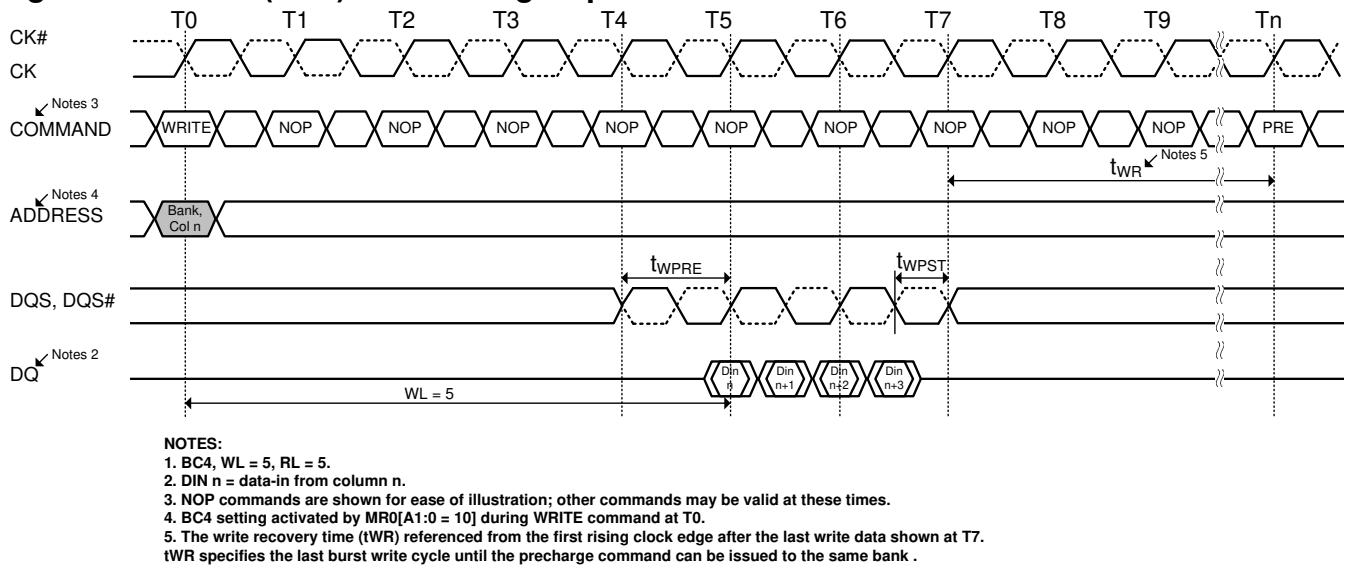 T0 T1 T2 T3 T4 T5 T6 T7 T8 T9 Tn
CK#
CK
Notes 3
COMMAND
WRITE NOP NOP NOP NOP NOP NOP NOP NOP NOP PRE
tWR Notes 5
Notes 4
ADDRESS
Bank,
Col n
tWPRE tWPST
DQS, DQS#
Notes 2
DQ
Din Din Din Din
n n+1 n+2 n+3
WL = 5
NOTES:
1. BC4, WL = 5, RL = 5.
2. DIN n = data-in from column n.
3. NOP commands are shown for ease of illustration; other commands may be valid at these times.
4. BC4 setting activated by MR0[A1:0 = 10] during WRITE command at T0.
5. The write recovery time (tWR) referenced from the first rising clock edge after the last write data shown at T7.
tWR specifies the last burst write cycle until the precharge command can be issued to the same bank .